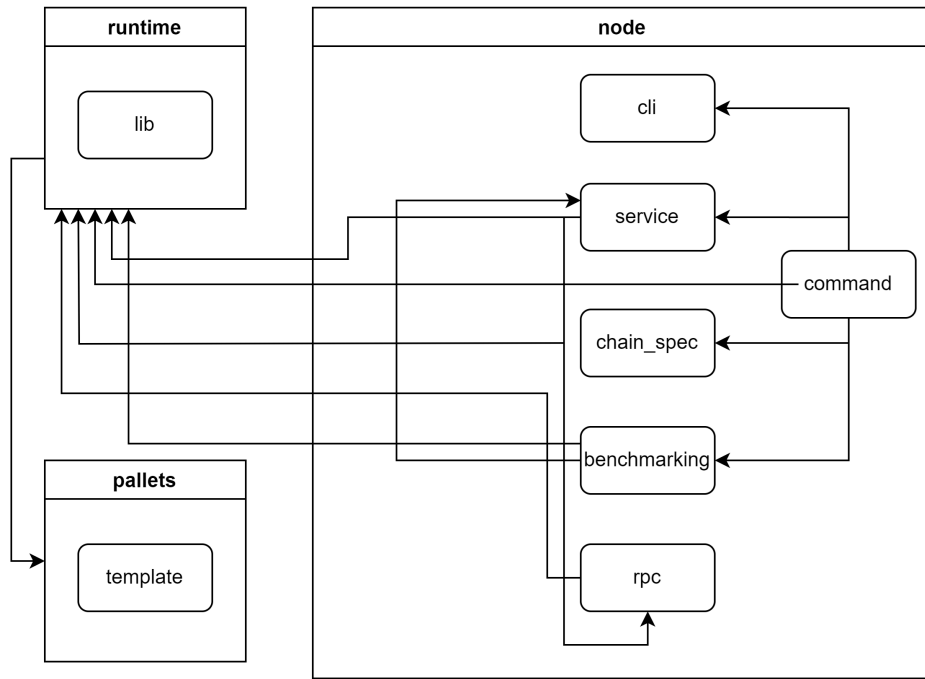 runtime
node
lib
cli
service
command
chain_spec
benchmarking
pallets
template
rpc